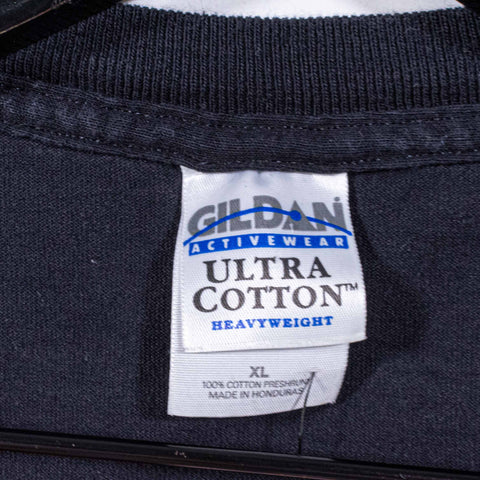 GILDAN
ACTIVEWEAR
ULTRA
COTTON™
HEAVYWEIGHT
XL
100% COTTON PRESHRUNK
MADE IN HONDURAS